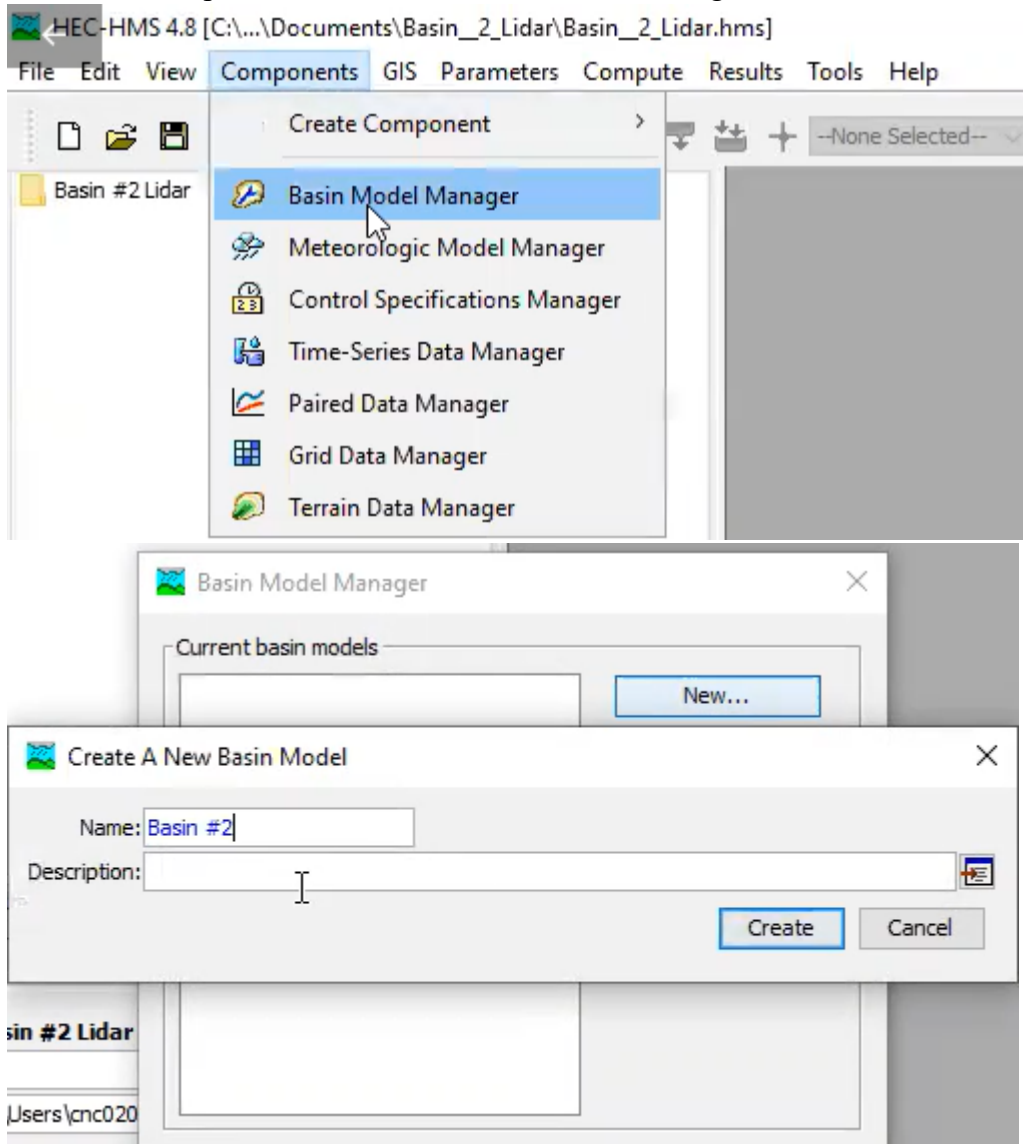 HEC-HMS 4.8 [C:\...\Documents\Basin__2_Lidar\Basin__2_Lidar.hms]
File Edit View Components GIS Parameters Compute Results Tools Help
Create Component
--None Selected--
Basin #2 Lidar
Basin Model Manager
Meteorologic Model Manager
Control Specifications Manager
Time-Series Data Manager
Paired Data Manager
Grid Data Manager
Terrain Data Manager
Basin Model Manager
Current basin models
New...
Create A New Basin Model
Name: Basin #2
Description:
Create Cancel
sin #2 Lidar
\Users\cnc020